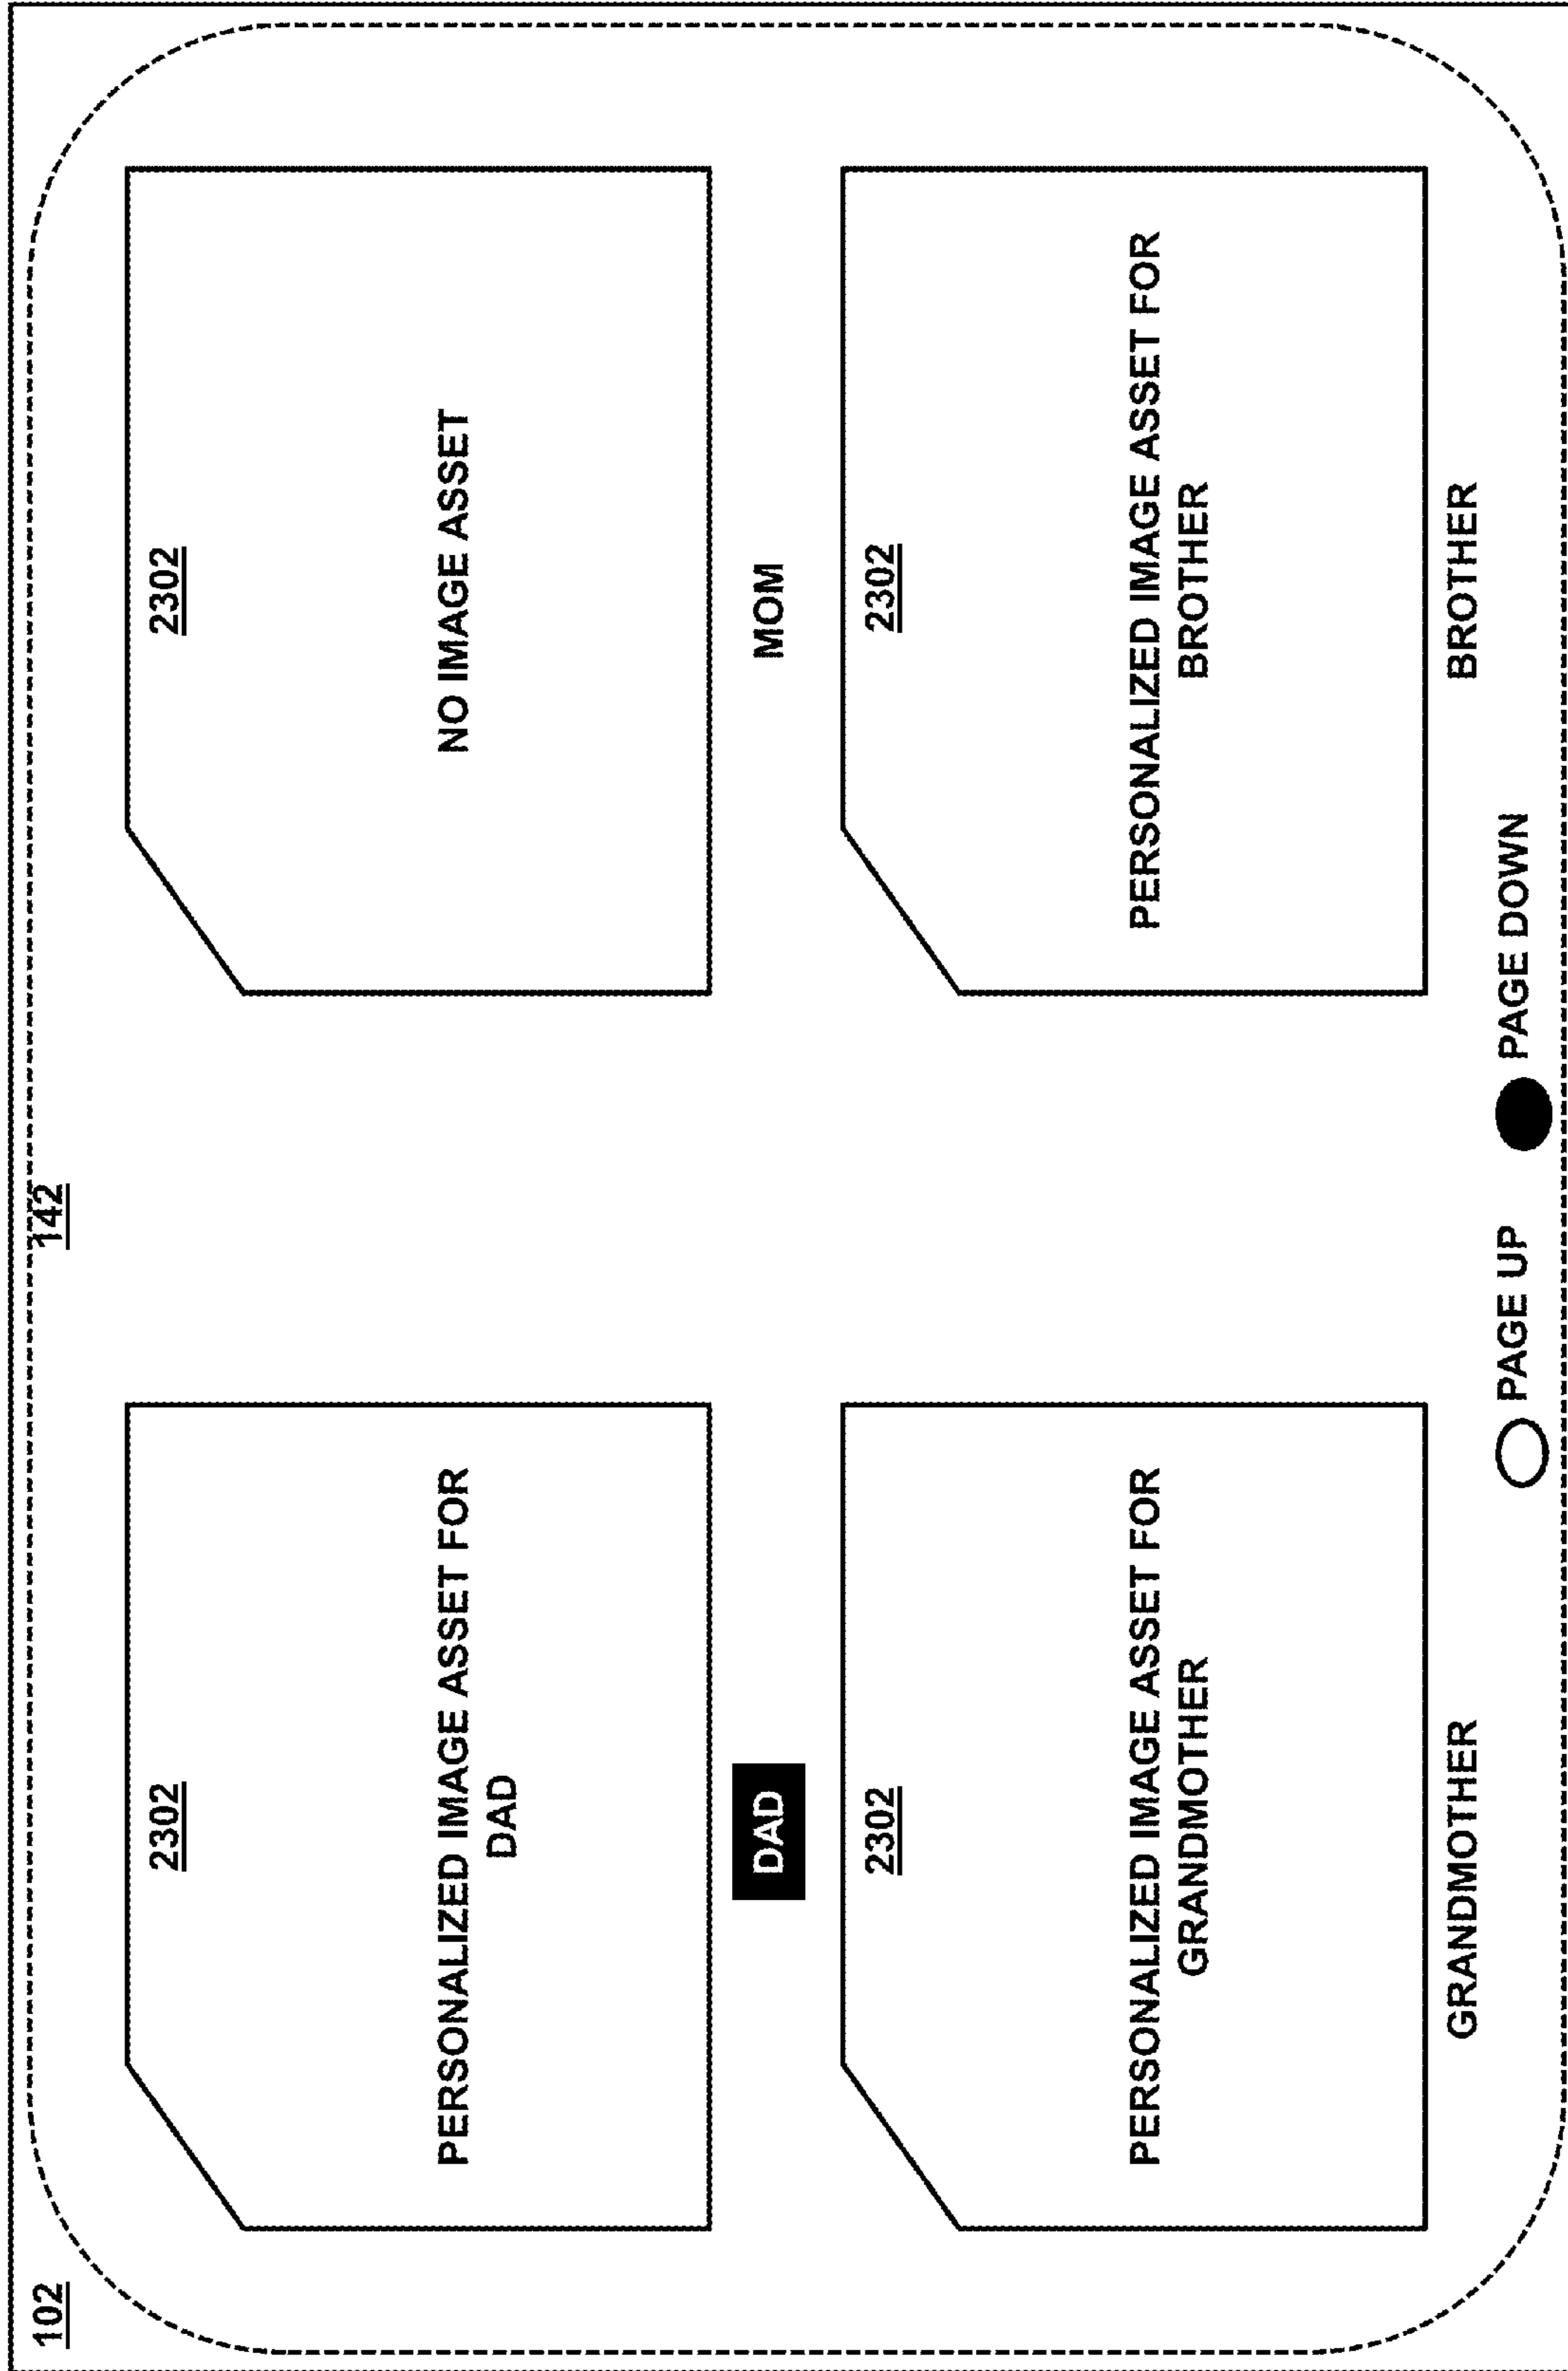 102
142
2302
PERSONALIZED IMAGE ASSET FOR
DAD
DAD
2302
NO IMAGE ASSET
MOM
2302
PERSONALIZED IMAGE ASSET FOR
GRANDMOTHER
GRANDMOTHER
2302
PERSONALIZED IMAGE ASSET FOR
BROTHER
BROTHER
PAGE UP
PAGE DOWN